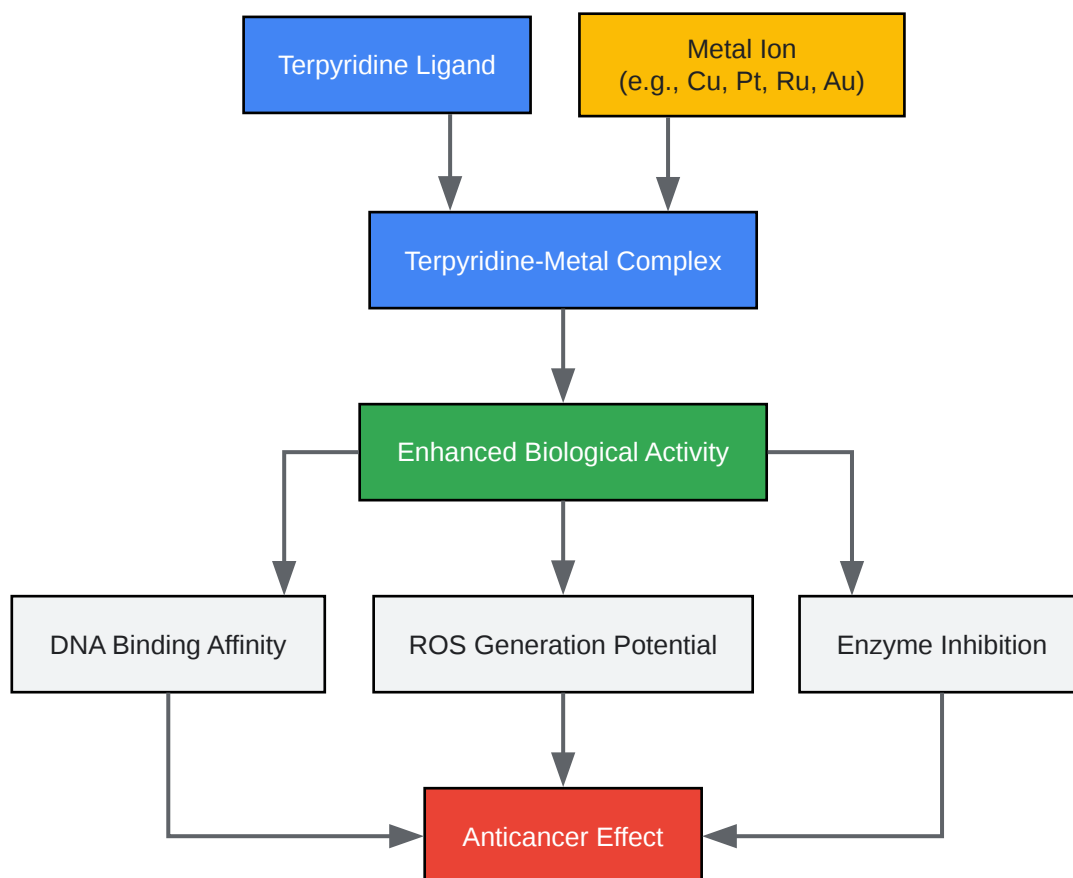 Terpyridine Ligand
Metal Ion
(e.g., Cu, Pt, Ru, Au)
Terpyridine-Metal Complex
Enhanced Biological Activity
DNA Binding Affinity
ROS Generation Potential
Enzyme Inhibition
Anticancer Effect